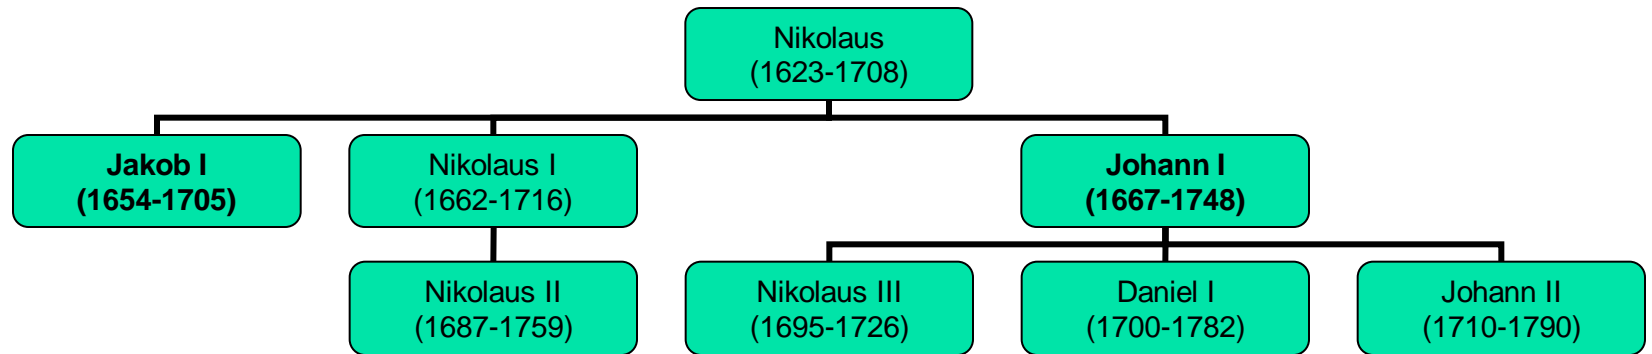 Nikolaus
(1623-1708)
Jakob I
(1654-1705)
Nikolaus I
(1662-1716)
Johann I
(1667-1748)
Nikolaus II
(1687-1759)
Nikolaus III
(1695-1726)
Daniel I
(1700-1782)
Johann II
(1710-1790)